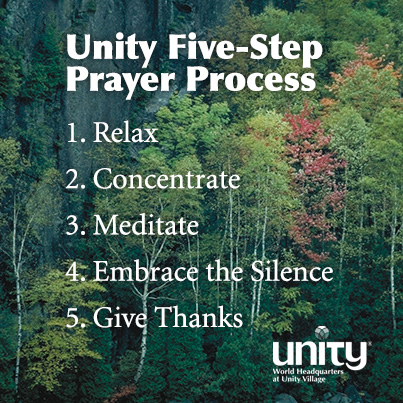 Unity Five-Step
Prayer Process
1. Relax
2. Concentrate
3. Meditate
4. Embrace the Silence
5. Give Thanks
unity®
World Headquarters
at Unity Village